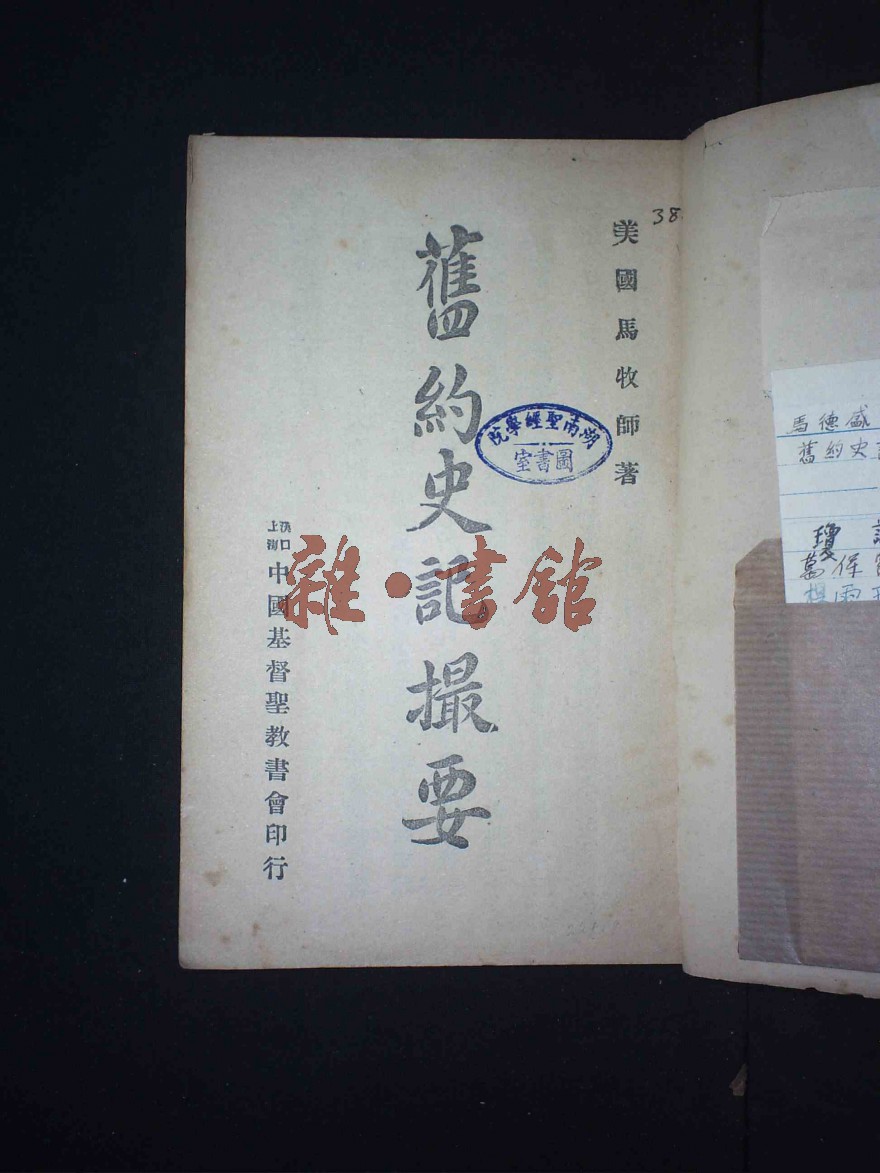 38
美國馬牧師著
舊約史記撮要
湖南聖經學院
圖書室
漢口
上海
中國基督聖教書會印行
雜·書館
馬德盛
舊約史記